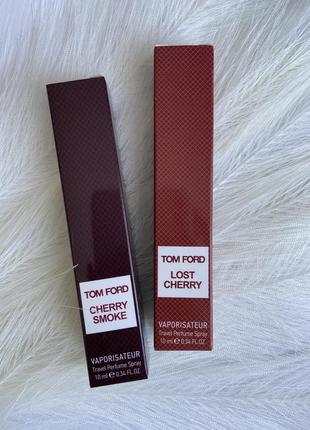 TOM FORD
CHERRY
SMOKE
VAPORISATEUR
Travel Perfume Spray
10 ml ℮ 0.34 FL.OZ.
TOM FORD
LOST
CHERRY
VAPORISATEUR
Travel Perfume Spray
10 ml ℮ 0.34 FL.OZ.